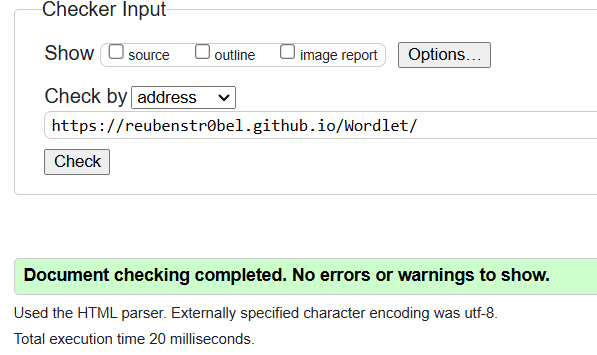 Checker Input
Show source outline image report Options...
Check by address
https://reubenstr0bel.github.io/Wordlet/
Check
Document checking completed. No errors or warnings to show.
Used the HTML parser. Externally specified character encoding was utf-8.
Total execution time 20 milliseconds.